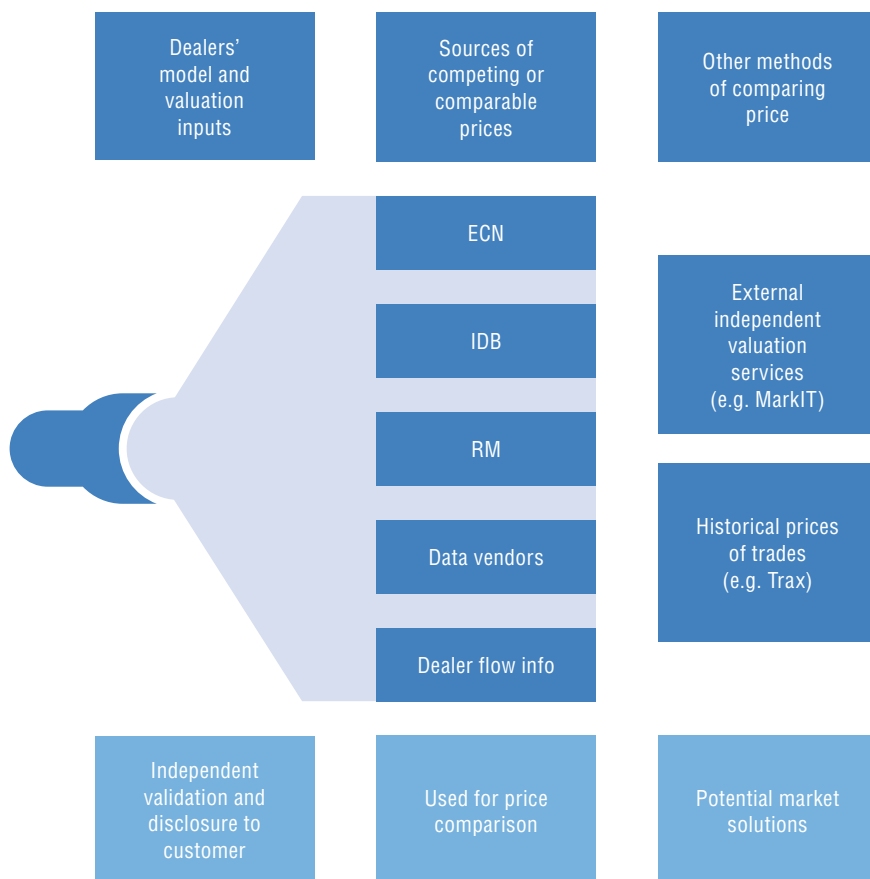 Dealers’
model and
valuation
inputs
Sources of
competing or
comparable
prices
Other methods
of comparing
price
ECN
IDB
RM
Data vendors
Dealer flow info
External
independent
valuation
services
(e.g. MarkIT)
Historical prices
of trades
(e.g. Trax)
Independent
validation and
disclosure to
customer
Used for price
comparison
Potential market
solutions